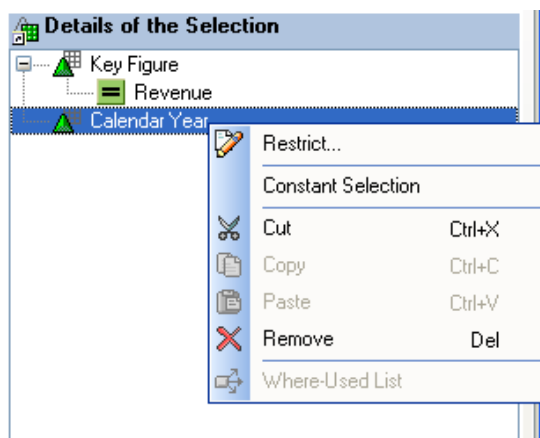 Details of the Selection
Key Figure
Revenue
Calendar Year
Restrict...
Constant Selection
Cut Ctrl+X
Copy Ctrl+C
Paste Ctrl+V
Remove Del
Where-Used List